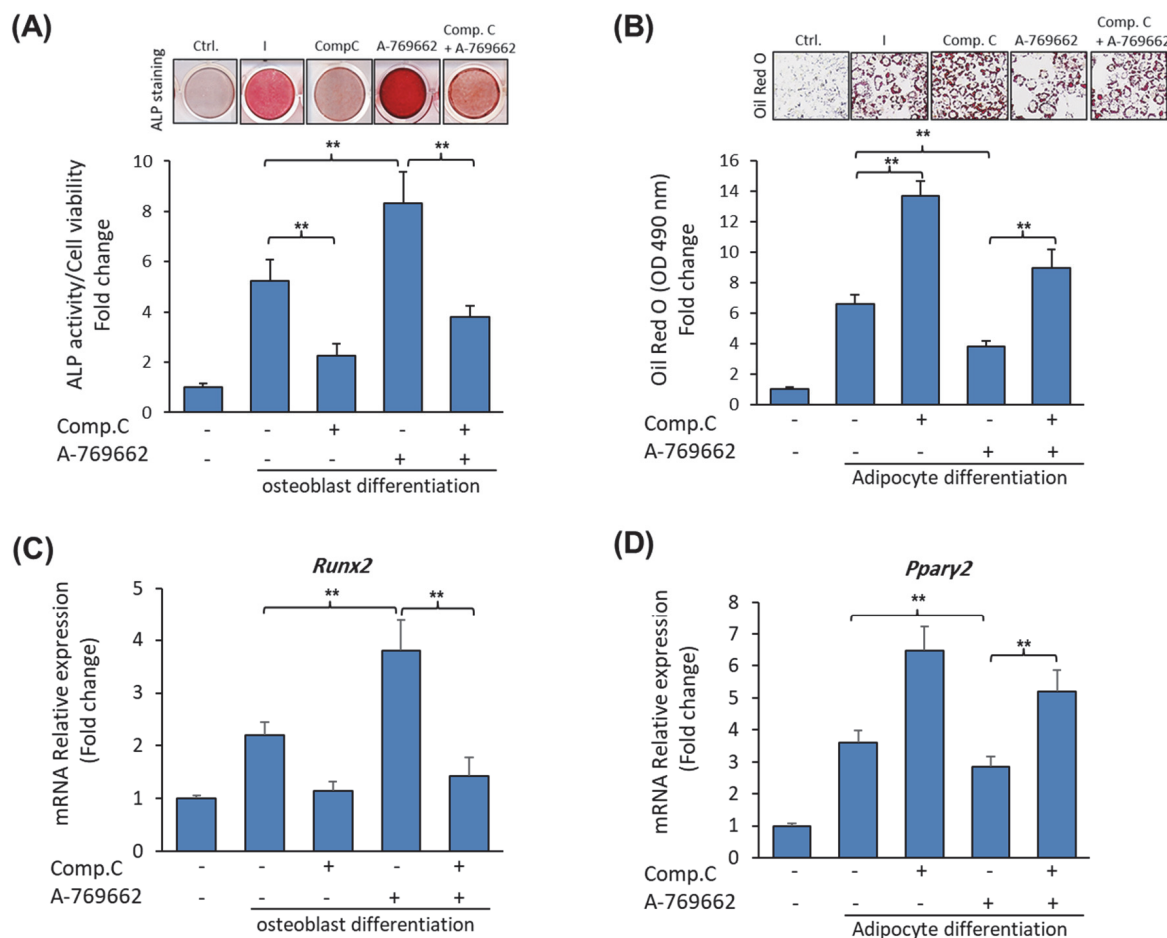 (A)
Comp. C
Ctrl. I CompC A-769662 + A-769662
ALP staining
ALP activity/Cell viability
Fold change
10
8
6
4
2
0
** ** **
Comp.C - - + - +
A-769662 - - - + +
osteoblast differentiation
(B)
Comp. C
Ctrl. I Comp. C A-769662 + A-769662
Oil Red O
Oil Red O (OD 490 nm)
Fold change
16
14
12
10
8
6
4
2
0
** ** **
Comp.C - - + - +
A-769662 - - - + +
Adipocyte differentiation
(C)
Runx2
mRNA Relative expression
(Fold change)
5
4
3
2
1
0
** **
Comp.C - - + - +
A-769662 - - - + +
osteoblast differentiation
(D)
Pparγ2
mRNA Relative expression
(Fold change)
8
7
6
5
4
3
2
1
0
** **
Comp.C - - + - +
A-769662 - - - + +
Adipocyte differentiation